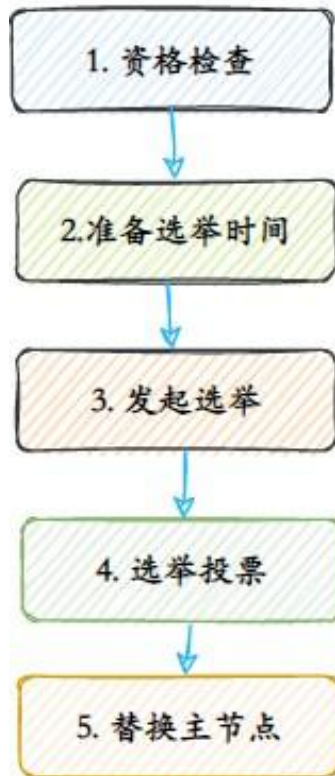 1. 资格检查
2.准备选举时间
3. 发起选举
4. 选举投票
5. 替换主节点